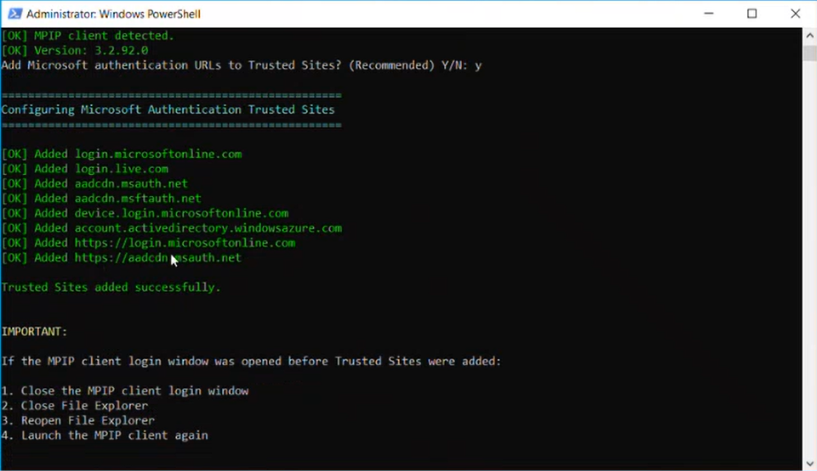 Administrator: Windows PowerShell
[OK] MPIP client detected.
[OK] Version: 3.2.92.0
Add Microsoft authentication URLs to Trusted Sites? (Recommended) Y/N: y
====================================================
Configuring Microsoft Authentication Trusted Sites
====================================================
[OK] Added login.microsoftonline.com
[OK] Added login.live.com
[OK] Added aadcdn.msauth.net
[OK] Added aadcdn.msftauth.net
[OK] Added device.login.microsoftonline.com
[OK] Added account.activedirectory.windowsazure.com
[OK] Added https://login.microsoftonline.com
[OK] Added https://aadcdn.msauth.net
Trusted Sites added successfully.
IMPORTANT:
If the MPIP client login window was opened before Trusted Sites were added:
1. Close the MPIP client login window
2. Close File Explorer
3. Reopen File Explorer
4. Launch the MPIP client again